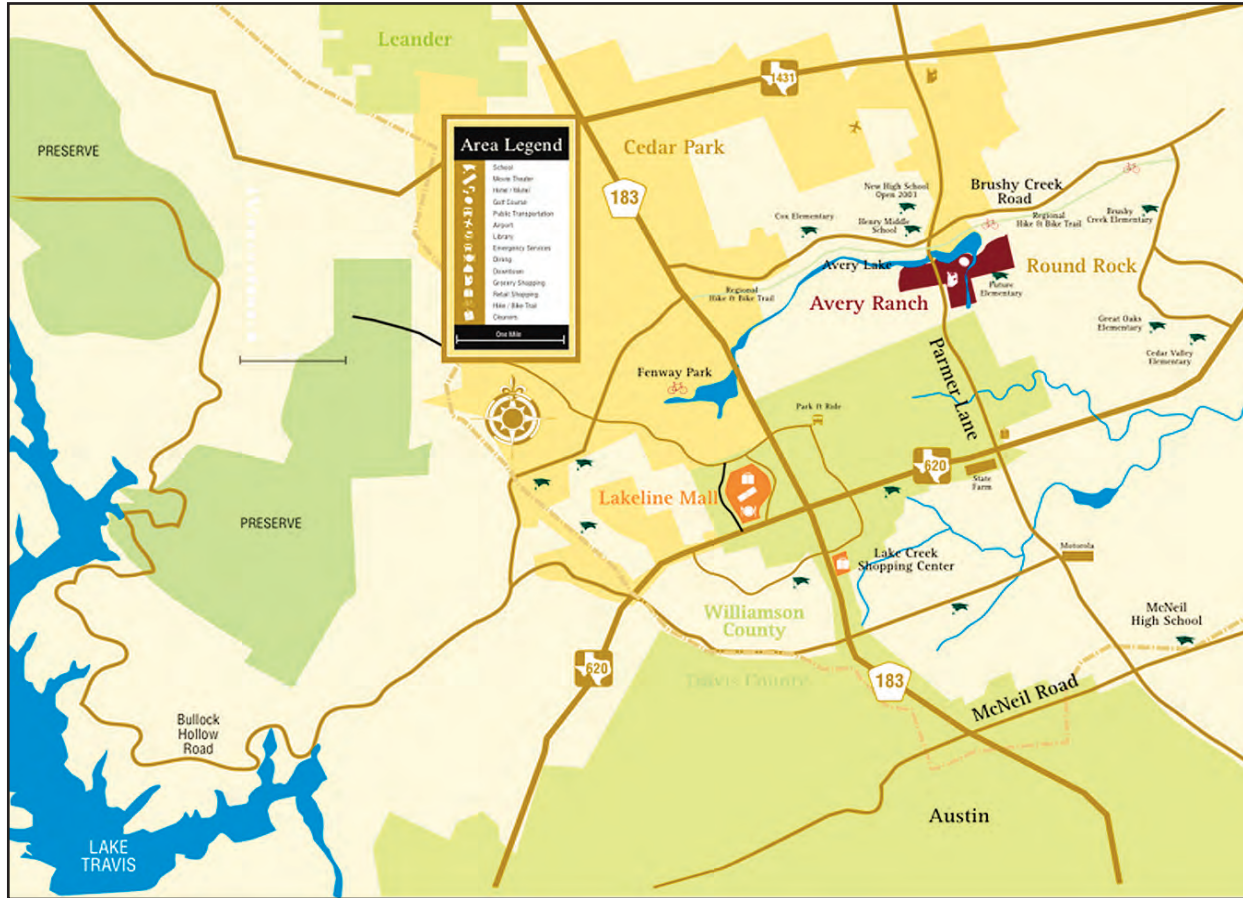 Leander
1431
PRESERVE
Area Legend
School
Movie Theater
Hotel / Motel
Golf Course
Public Transportation
Airport
Library
Emergency Services
Dining
Downtown
Grocery Shopping
Retail Shopping
Hike / Bike Trail
Cleaners
One Mile
Cedar Park
183
New High School
Open 2003
Brushy Creek
Road
Cox Elementary
Henry Middle
School
Regional
Hike & Bike Trail
Brushy
Creek Elementary
Avery Lake
Round Rock
Regional
Hike & Bike Trail
Avery Ranch
Future
Elementary
Great Oaks
Elementary
Cedar Valley
Elementary
Parmer Lane
Fenway Park
Park & Ride
620
State
Farm
Lakeline Mall
PRESERVE
Lake Creek
Shopping Center
Motorola
Williamson
County
McNeil
High School
620
Davis County
183
McNeil Road
Bullock
Hollow
Road
Austin
LAKE
TRAVIS